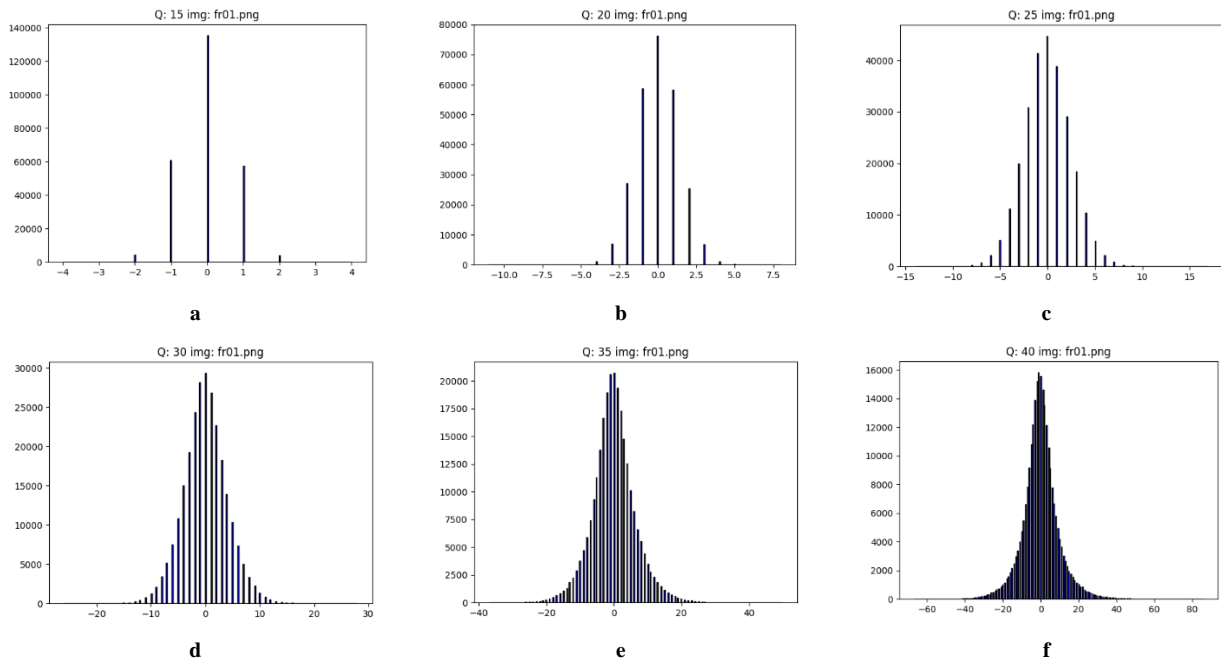 Q: 15 img: fr01.png
140000
120000
100000
80000
60000
40000
20000
0
−4 −3 −2 −1 0 1 2 3 4
a
Q: 20 img: fr01.png
80000
70000
60000
50000
40000
30000
20000
10000
0
−10.0 −7.5 −5.0 −2.5 0.0 2.5 5.0 7.5
b
Q: 25 img: fr01.png
40000
30000
20000
10000
0
−15 −10 −5 0 5 10 15
c
Q: 30 img: fr01.png
30000
25000
20000
15000
10000
5000
0
−20 −10 0 10 20 30
d
Q: 35 img: fr01.png
20000
17500
15000
12500
10000
7500
5000
2500
0
−40 −20 0 20 40
e
Q: 40 img: fr01.png
16000
14000
12000
10000
8000
6000
4000
2000
0
−60 −40 −20 0 20 40 60 80
f